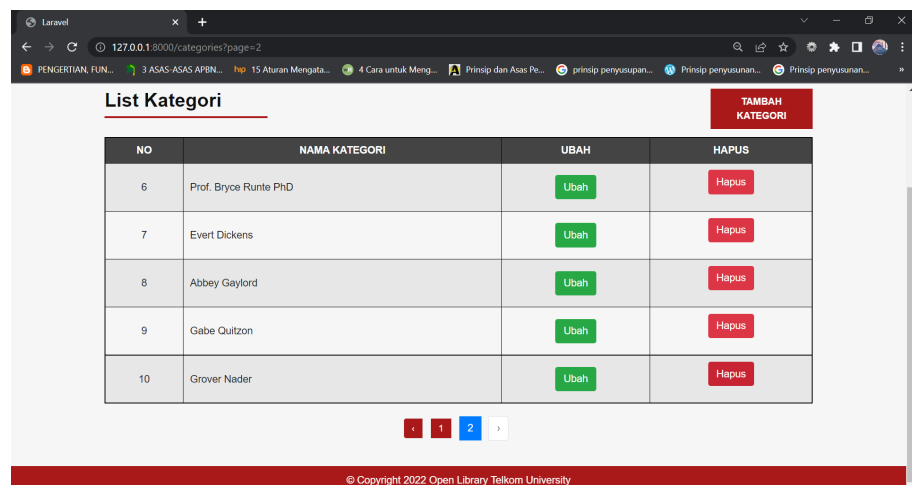 Laravel
127.0.0.1:8000/categories?page=2
PENGERTIAN, FUN... 3 ASAS-ASAS APBN... hip 15 Aturan Mengata... 4 Cara untuk Meng... A Prinsip dan Asas Pe... G prinsip penyusupan... Prinsip penyusunan... G Prinsip penyusunan... »
List Kategori
TAMBAH
KATEGORI
NO NAMA KATEGORI UBAH HAPUS
6 Prof. Bryce Runte PhD Ubah Hapus
7 Evert Dickens Ubah Hapus
8 Abbey Gaylord Ubah Hapus
9 Gabe Quitzon Ubah Hapus
10 Grover Nader Ubah Hapus
‹ 1 2 ›
© Copyright 2022 Open Library Telkom University